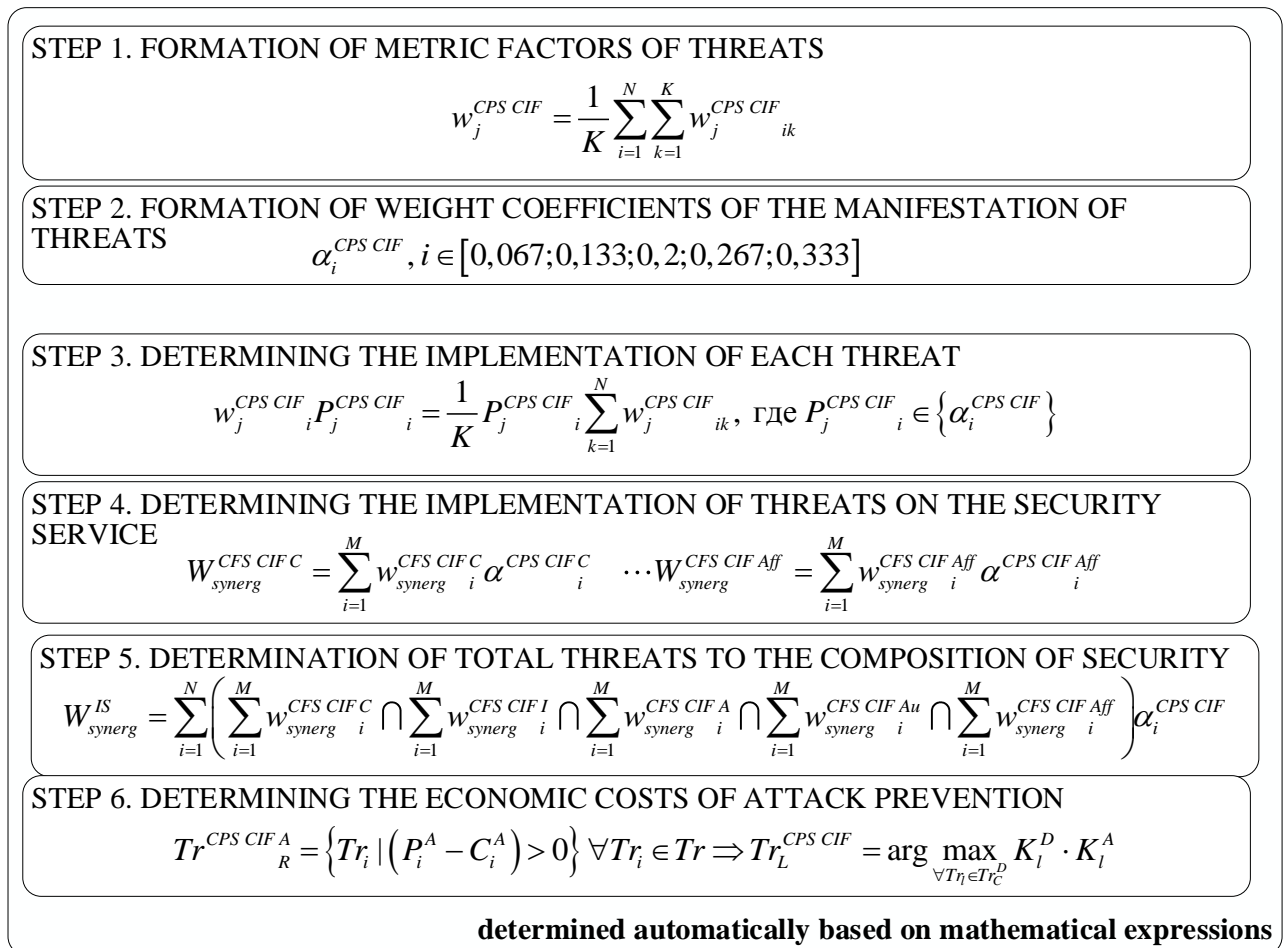 STEP 1. FORMATION OF METRIC FACTORS OF THREATS
w_j^{CPS CIF} = \frac{1}{K} \sum_{i=1}^{N} \sum_{k=1}^{K} w_j^{CPS CIF}{}_{ik}
STEP 2. FORMATION OF WEIGHT COEFFICIENTS OF THE MANIFESTATION OF
THREATS
α_i^{CPS CIF}, i ∈ [0,067;0,133;0,2;0,267;0,333]
STEP 3. DETERMINING THE IMPLEMENTATION OF EACH THREAT
w_j^{CPS CIF}{}_i P_j^{CPS CIF}{}_i = \frac{1}{K} P_j^{CPS CIF}{}_i \sum_{k=1}^{N} w_j^{CPS CIF}{}_{ik}, где P_j^{CPS CIF}{}_i ∈ {α_i^{CPS CIF}}
STEP 4. DETERMINING THE IMPLEMENTATION OF THREATS ON THE SECURITY
SERVICE
W_{synerg}^{CFS CIF C} = \sum_{i=1}^{M} w_{synerg}^{CFS CIF}{}_i^C α^{CPS CIF}{}_i^C ⋯ W_{synerg}^{CFS CIF Aff} = \sum_{i=1}^{M} w_{synerg}^{CFS CIF}{}_i^{Aff} α^{CPS CIF}{}_i^{Aff}
STEP 5. DETERMINATION OF TOTAL THREATS TO THE COMPOSITION OF SECURITY
W_{synerg}^{IS} = \sum_{i=1}^{N} ( \sum_{i=1}^{M} w_{synerg}^{CFS CIF}{}_i^C ∩ \sum_{i=1}^{M} w_{synerg}^{CFS CIF}{}_i^I ∩ \sum_{i=1}^{M} w_{synerg}^{CFS CIF}{}_i^A ∩ \sum_{i=1}^{M} w_{synerg}^{CFS CIF}{}_i^{Au} ∩ \sum_{i=1}^{M} w_{synerg}^{CFS CIF}{}_i^{Aff} ) α_i^{CPS CIF}
STEP 6. DETERMINING THE ECONOMIC COSTS OF ATTACK PREVENTION
Tr^{CPS CIF}{}_R^A = {Tr_i | (P_i^A − C_i^A) > 0} ∀Tr_i ∈ Tr ⇒ Tr_L^{CPS CIF} = arg max_{∀Tr_l ∈ Tr_C^D} K_l^D · K_l^A
determined automatically based on mathematical expressions